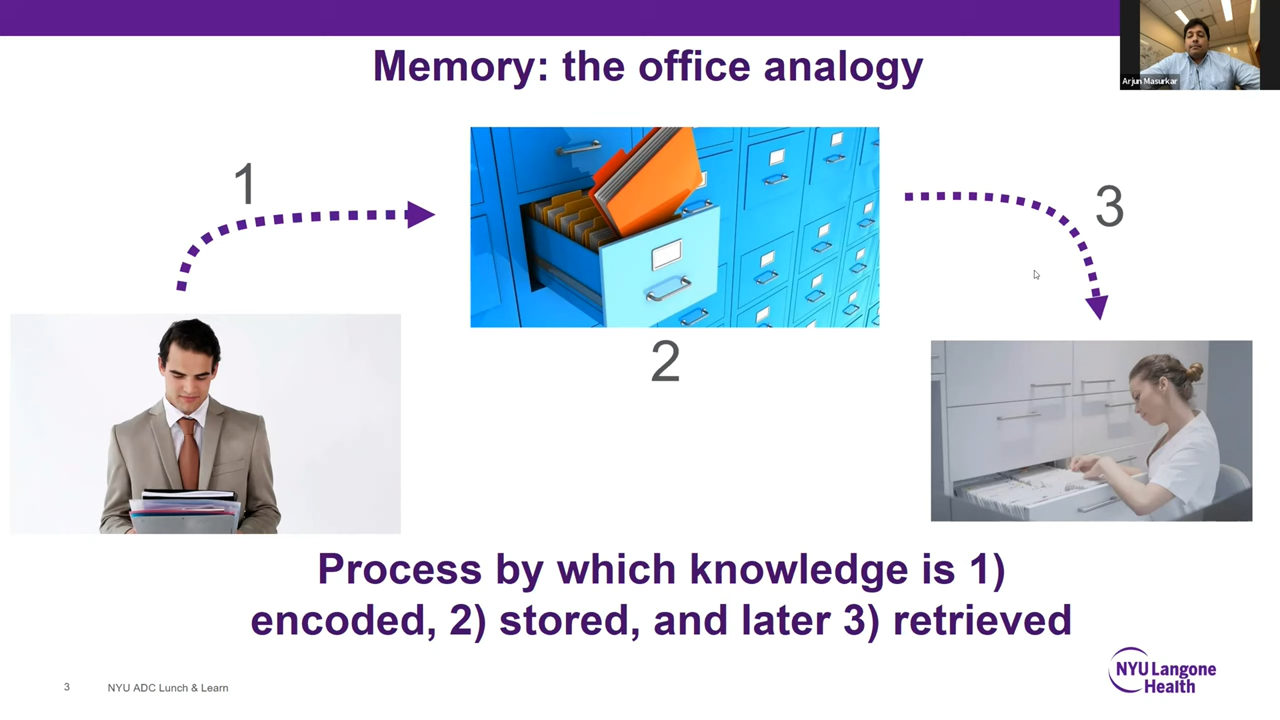 Memory: the office analogy
Arjun Masurkar
1
2
3
Process by which knowledge is 1)
encoded, 2) stored, and later 3) retrieved
3
NYU ADC Lunch & Learn
NYU Langone
Health